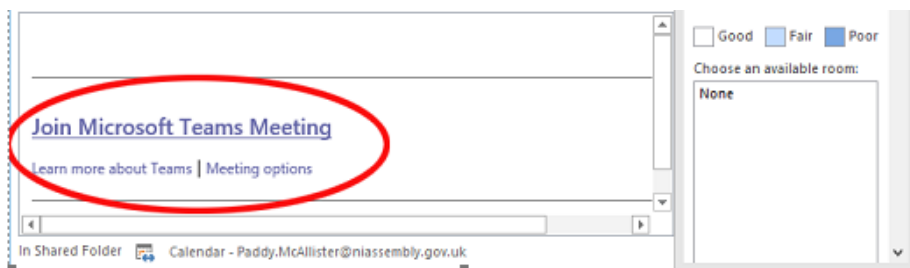 Good Fair Poor
Choose an available room:
None
Join Microsoft Teams Meeting
Learn more about Teams | Meeting options
In Shared Folder Calendar - Paddy.McAllister@niassembly.gov.uk